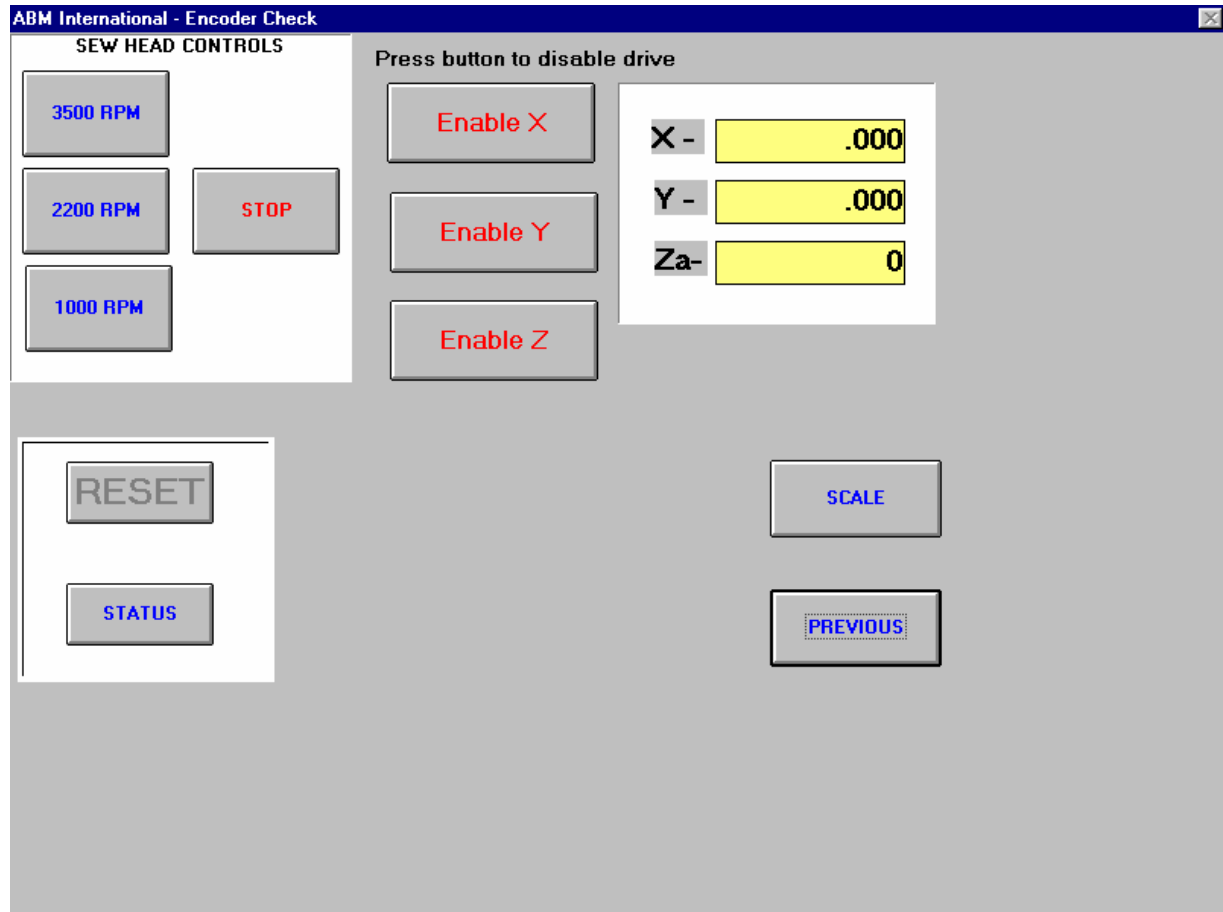 ABM International - Encoder Check
SEW HEAD CONTROLS
3500 RPM
2200 RPM
STOP
1000 RPM
Press button to disable drive
Enable X
Enable Y
Enable Z
X - .000
Y - .000
Za- 0
RESET
STATUS
SCALE
PREVIOUS